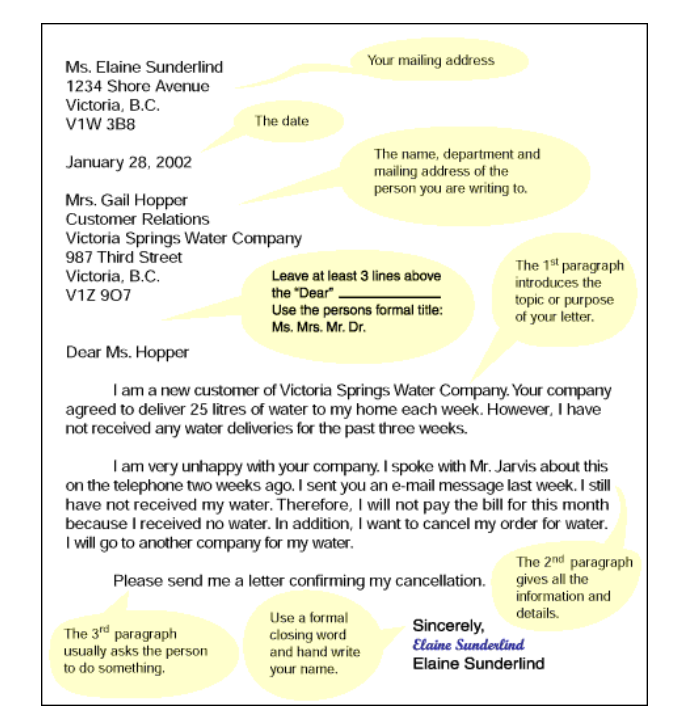 Ms. Elaine Sunderlind
1234 Shore Avenue
Victoria, B.C.
V1W 3B8
Your mailing address
The date
January 28, 2002
The name, department and
mailing address of the
person you are writing to.
Mrs. Gail Hopper
Customer Relations
Victoria Springs Water Company
987 Third Street
Victoria, B.C.
V1Z 9O7
Leave at least 3 lines above
the "Dear" ____________
Use the persons formal title:
Ms. Mrs. Mr. Dr.
The 1st paragraph
introduces the
topic or purpose
of your letter.
Dear Ms. Hopper
I am a new customer of Victoria Springs Water Company. Your company
agreed to deliver 25 litres of water to my home each week. However, I have
not received any water deliveries for the past three weeks.
I am very unhappy with your company. I spoke with Mr. Jarvis about this
on the telephone two weeks ago. I sent you an e-mail message last week. I still
have not received my water. Therefore, I will not pay the bill for this month
because I received no water. In addition, I want to cancel my order for water.
I will go to another company for my water.
The 2nd paragraph
gives all the
information and
details.
Please send me a letter confirming my cancellation.
The 3rd paragraph
usually asks the person
to do something.
Use a formal
closing word
and hand write
your name.
Sincerely,
Elaine Sunderlind
Elaine Sunderlind